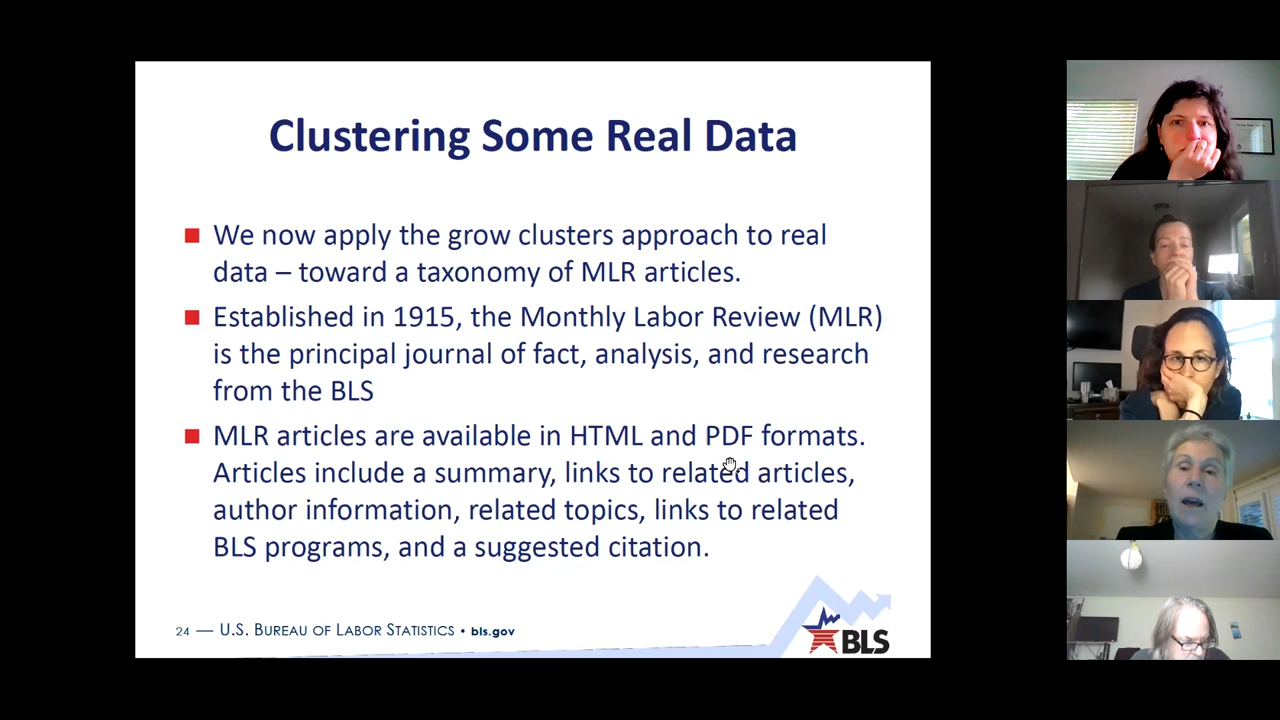 Clustering Some Real Data
We now apply the grow clusters approach to real
data – toward a taxonomy of MLR articles.
Established in 1915, the Monthly Labor Review (MLR)
is the principal journal of fact, analysis, and research
from the BLS
MLR articles are available in HTML and PDF formats.
Articles include a summary, links to related articles,
author information, related topics, links to related
BLS programs, and a suggested citation.
24 — U.S. BUREAU OF LABOR STATISTICS • bls.gov
BLS